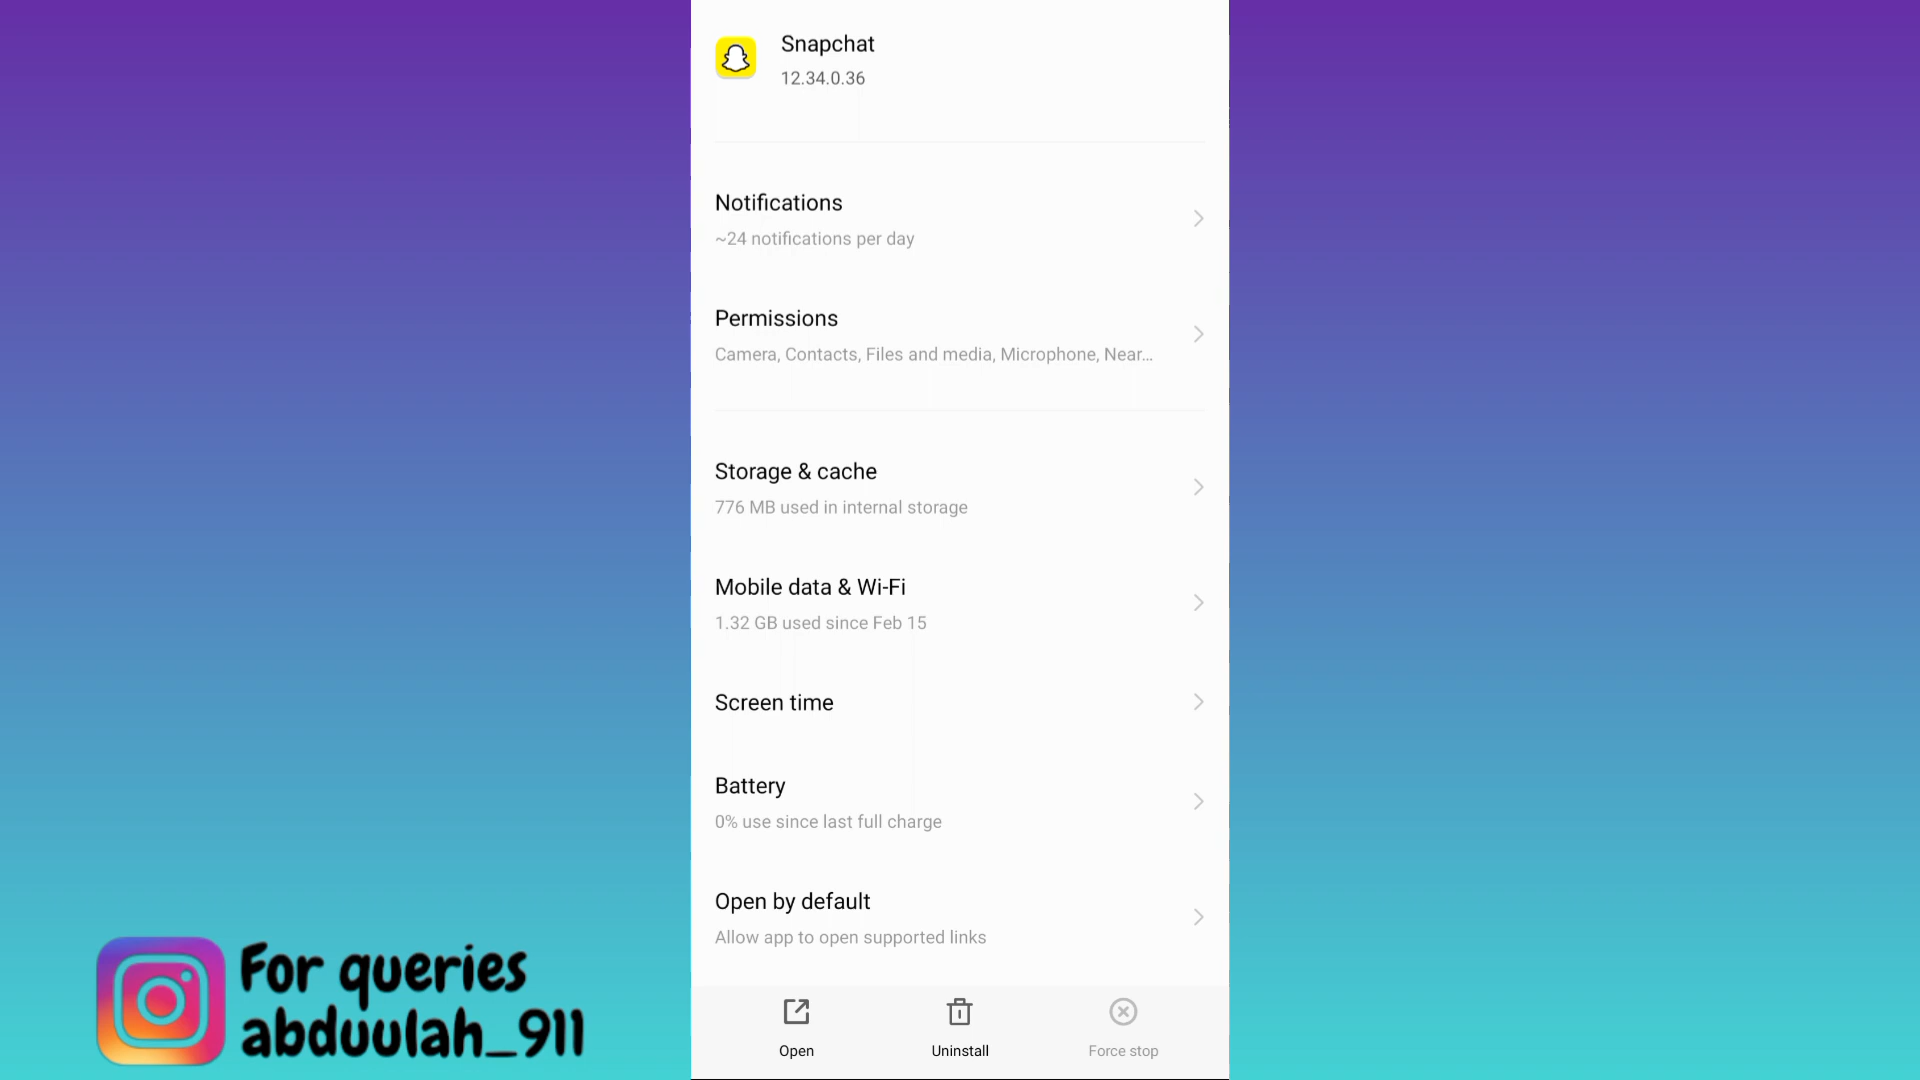 Snapchat
12.34.0.36
Notifications
~24 notifications per day
Permissions
Camera, Contacts, Files and media, Microphone, Near...
Storage & cache
776 MB used in internal storage
Mobile data & Wi-Fi
1.32 GB used since Feb 15
Screen time
Battery
0% use since last full charge
Open by default
Allow app to open supported links
Open
Uninstall
Force stop
For queries
abduulah_911